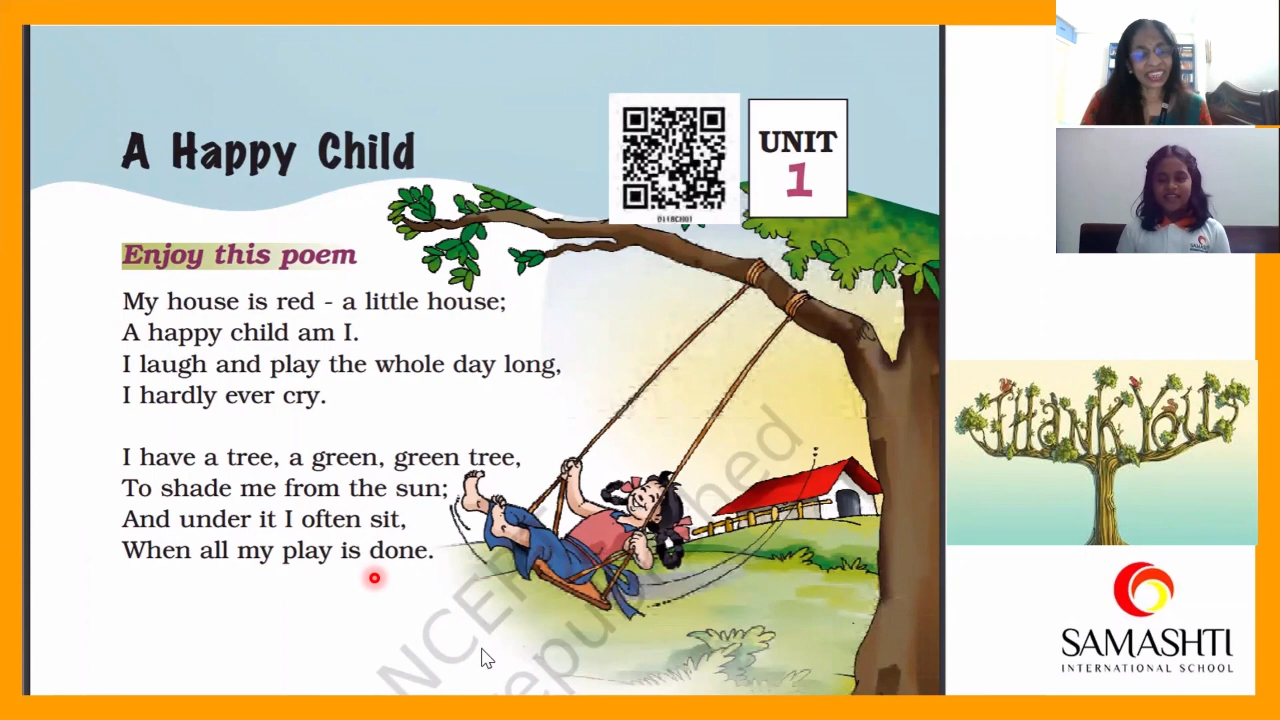 A Happy Child
UNIT
1
Enjoy this poem
My house is red - a little house;
A happy child am I.
I laugh and play the whole day long,
I hardly ever cry.
I have a tree, a green, green tree,
To shade me from the sun;
And under it I often sit,
When all my play is done.
THANK YOU
SAMASHTI
INTERNATIONAL SCHOOL
SAMASHTI